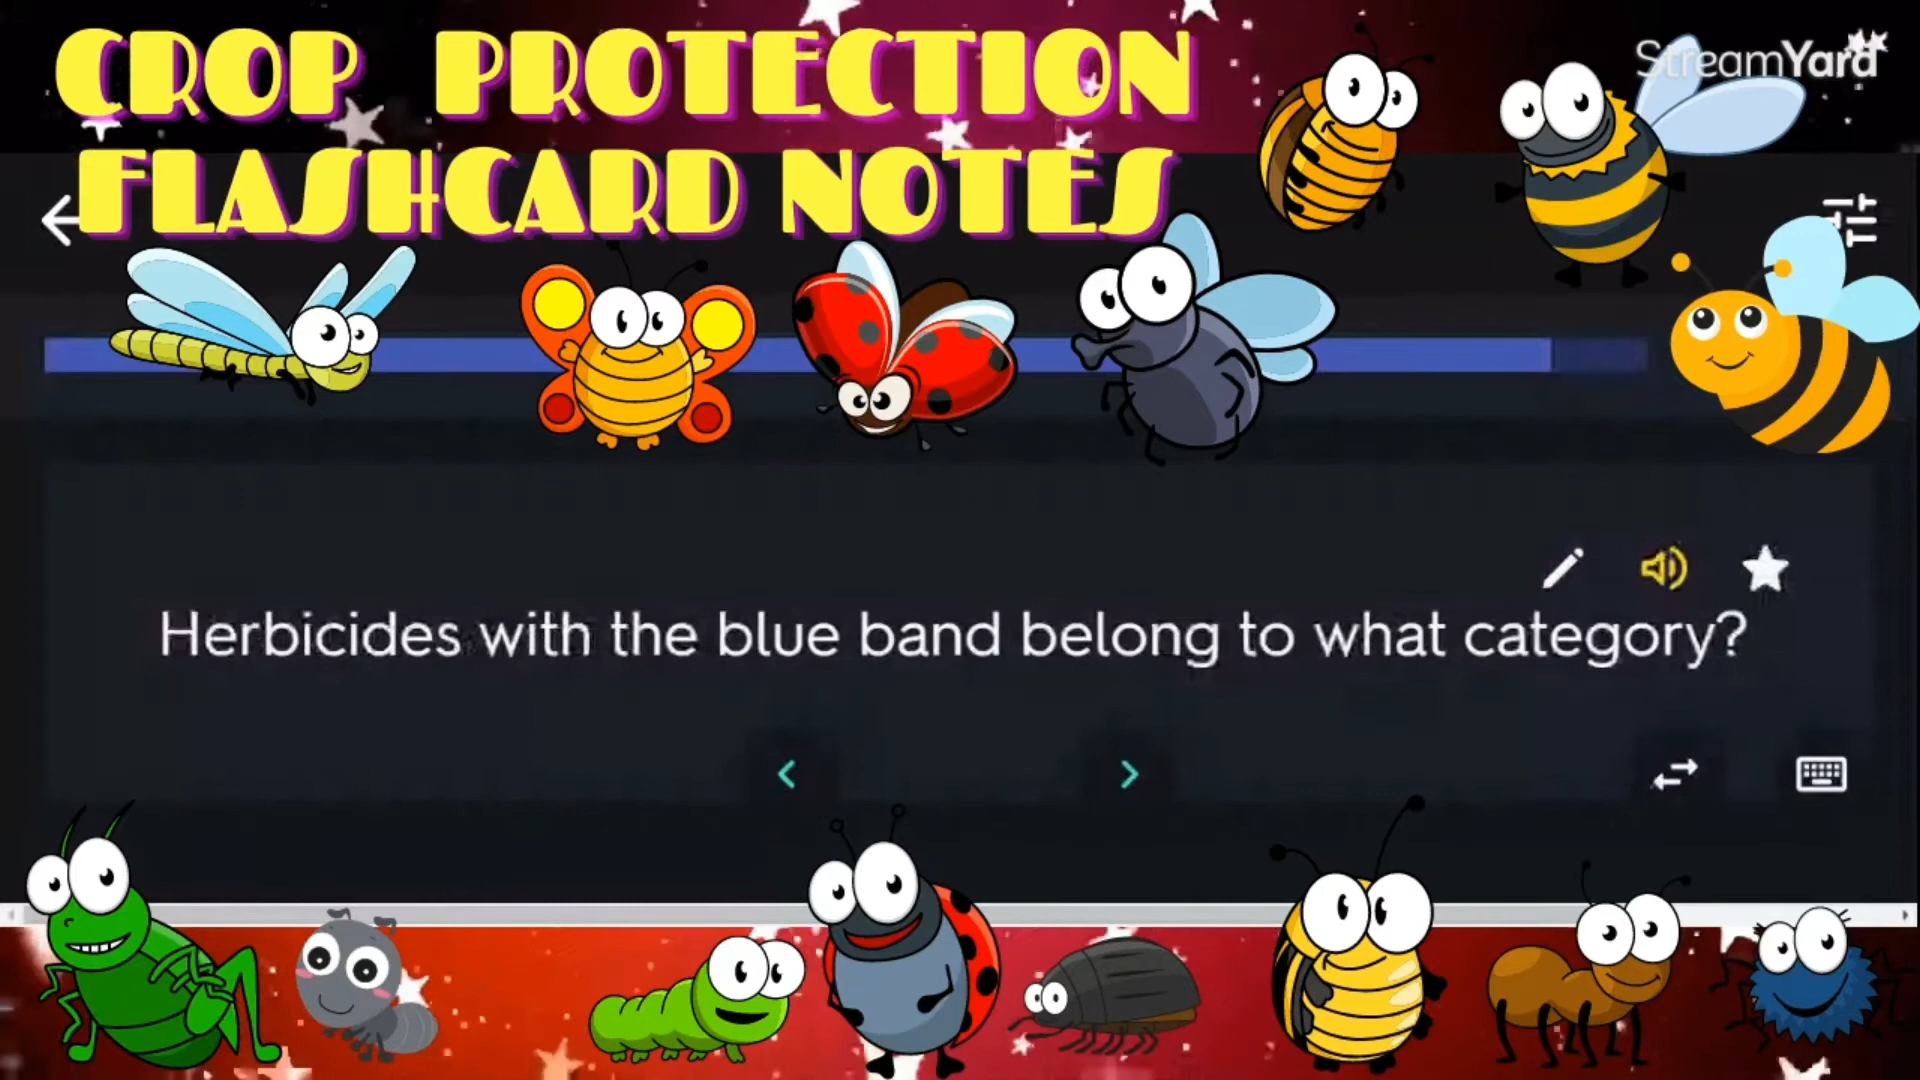 CROP PROTECTION
StreamYard
FLASHCARD NOTES
Herbicides with the blue band belong to what category?